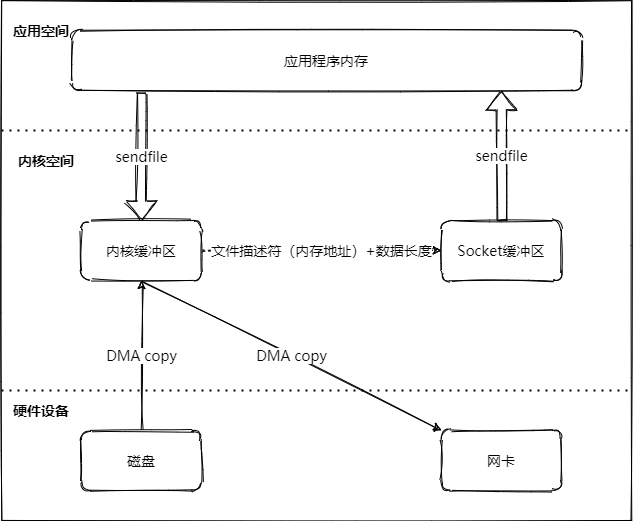 应用空间
应用程序内存
sendfile
sendfile
内核空间
内核缓冲区
文件描述符（内存地址）+数据长度
Socket缓冲区
DMA copy
DMA copy
硬件设备
磁盘
网卡